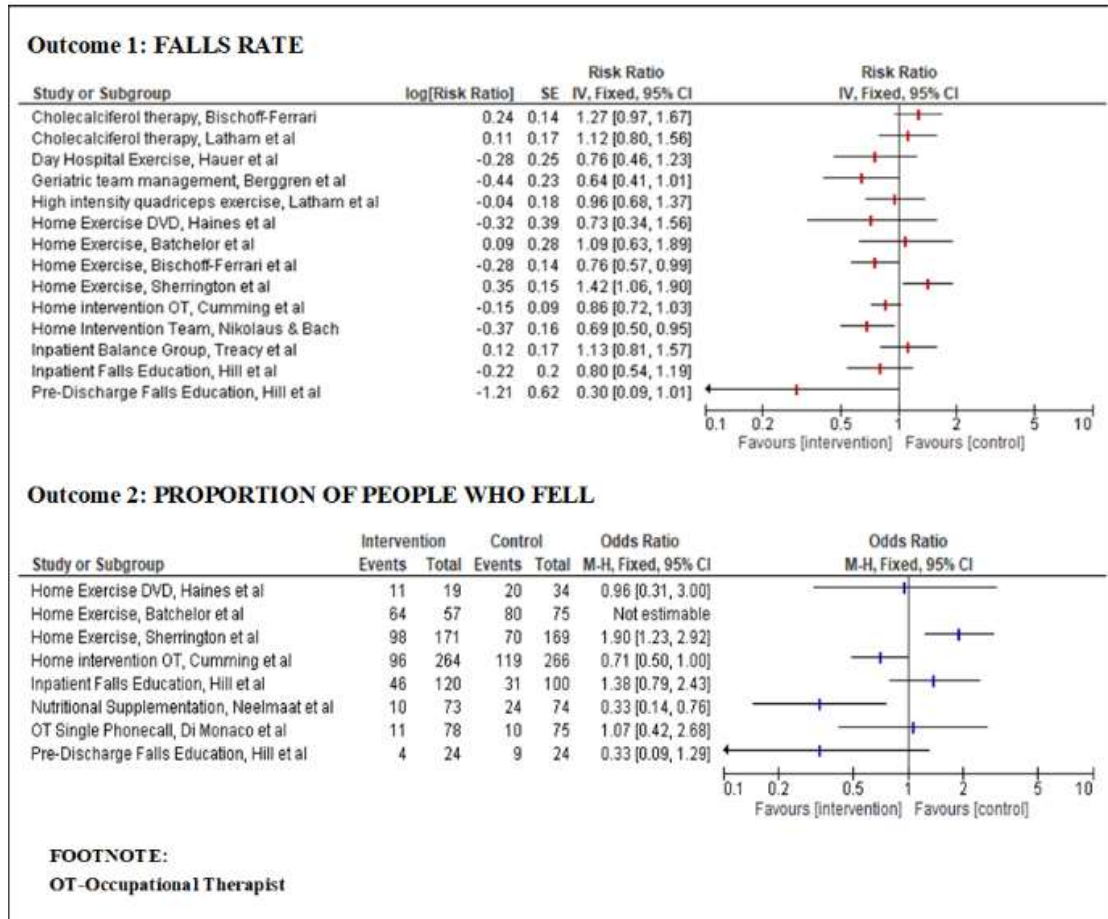 Outcome 1: FALLS RATE
Risk Ratio Risk Ratio
Study or Subgroup log[Risk Ratio] SE IV, Fixed, 95% CI IV, Fixed, 95% CI
Cholecalciferol therapy, Bischoff-Ferrari 0.24 0.14 1.27 [0.97, 1.67]
Cholecalciferol therapy, Latham et al 0.11 0.17 1.12 [0.80, 1.56]
Day Hospital Exercise, Hauer et al -0.28 0.25 0.76 [0.46, 1.23]
Geriatric team management, Berggren et al -0.44 0.23 0.64 [0.41, 1.01]
High intensity quadriceps exercise, Latham et al -0.04 0.18 0.96 [0.68, 1.37]
Home Exercise DVD, Haines et al -0.32 0.39 0.73 [0.34, 1.56]
Home Exercise, Batchelor et al 0.09 0.28 1.09 [0.63, 1.89]
Home Exercise, Bischoff-Ferrari et al -0.28 0.14 0.76 [0.57, 0.99]
Home Exercise, Sherrington et al 0.35 0.15 1.42 [1.06, 1.90]
Home intervention OT, Cumming et al -0.15 0.09 0.86 [0.72, 1.03]
Home Intervention Team, Nikolaus & Bach -0.37 0.16 0.69 [0.50, 0.95]
Inpatient Balance Group, Treacy et al 0.12 0.17 1.13 [0.81, 1.57]
Inpatient Falls Education, Hill et al -0.22 0.2 0.80 [0.54, 1.19]
Pre-Discharge Falls Education, Hill et al -1.21 0.62 0.30 [0.09, 1.01]
0.1 0.2 0.5 1 2 5 10
Favours [intervention] Favours [control]
Outcome 2: PROPORTION OF PEOPLE WHO FELL
Intervention Control Odds Ratio Odds Ratio
Study or Subgroup Events Total Events Total M-H, Fixed, 95% CI M-H, Fixed, 95% CI
Home Exercise DVD, Haines et al 11 19 20 34 0.96 [0.31, 3.00]
Home Exercise, Batchelor et al 64 57 80 75 Not estimable
Home Exercise, Sherrington et al 98 171 70 169 1.90 [1.23, 2.92]
Home intervention OT, Cumming et al 96 264 119 266 0.71 [0.50, 1.00]
Inpatient Falls Education, Hill et al 46 120 31 100 1.38 [0.79, 2.43]
Nutritional Supplementation, Neelmaat et al 10 73 24 74 0.33 [0.14, 0.76]
OT Single Phonecall, Di Monaco et al 11 78 10 75 1.07 [0.42, 2.68]
Pre-Discharge Falls Education, Hill et al 4 24 9 24 0.33 [0.09, 1.29]
0.1 0.2 0.5 1 2 5 10
Favours [intervention] Favours [control]
FOOTNOTE:
OT-Occupational Therapist